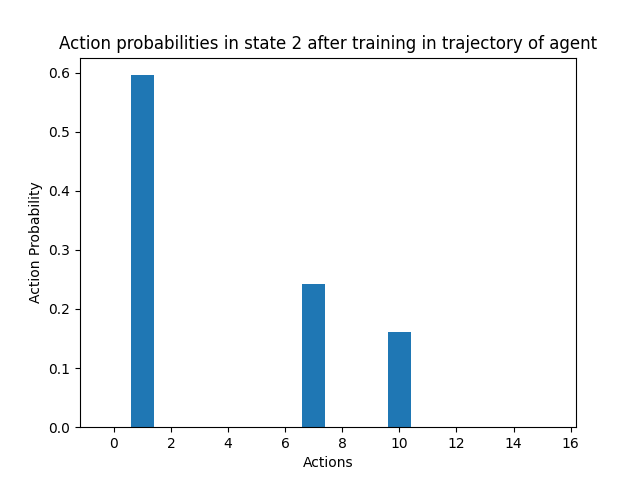 Action probabilities in state 2 after training in trajectory of agent
0.6
0.5
0.4
0.3
0.2
0.1
0.0
Action Probability
0 2 4 6 8 10 12 14 16
Actions